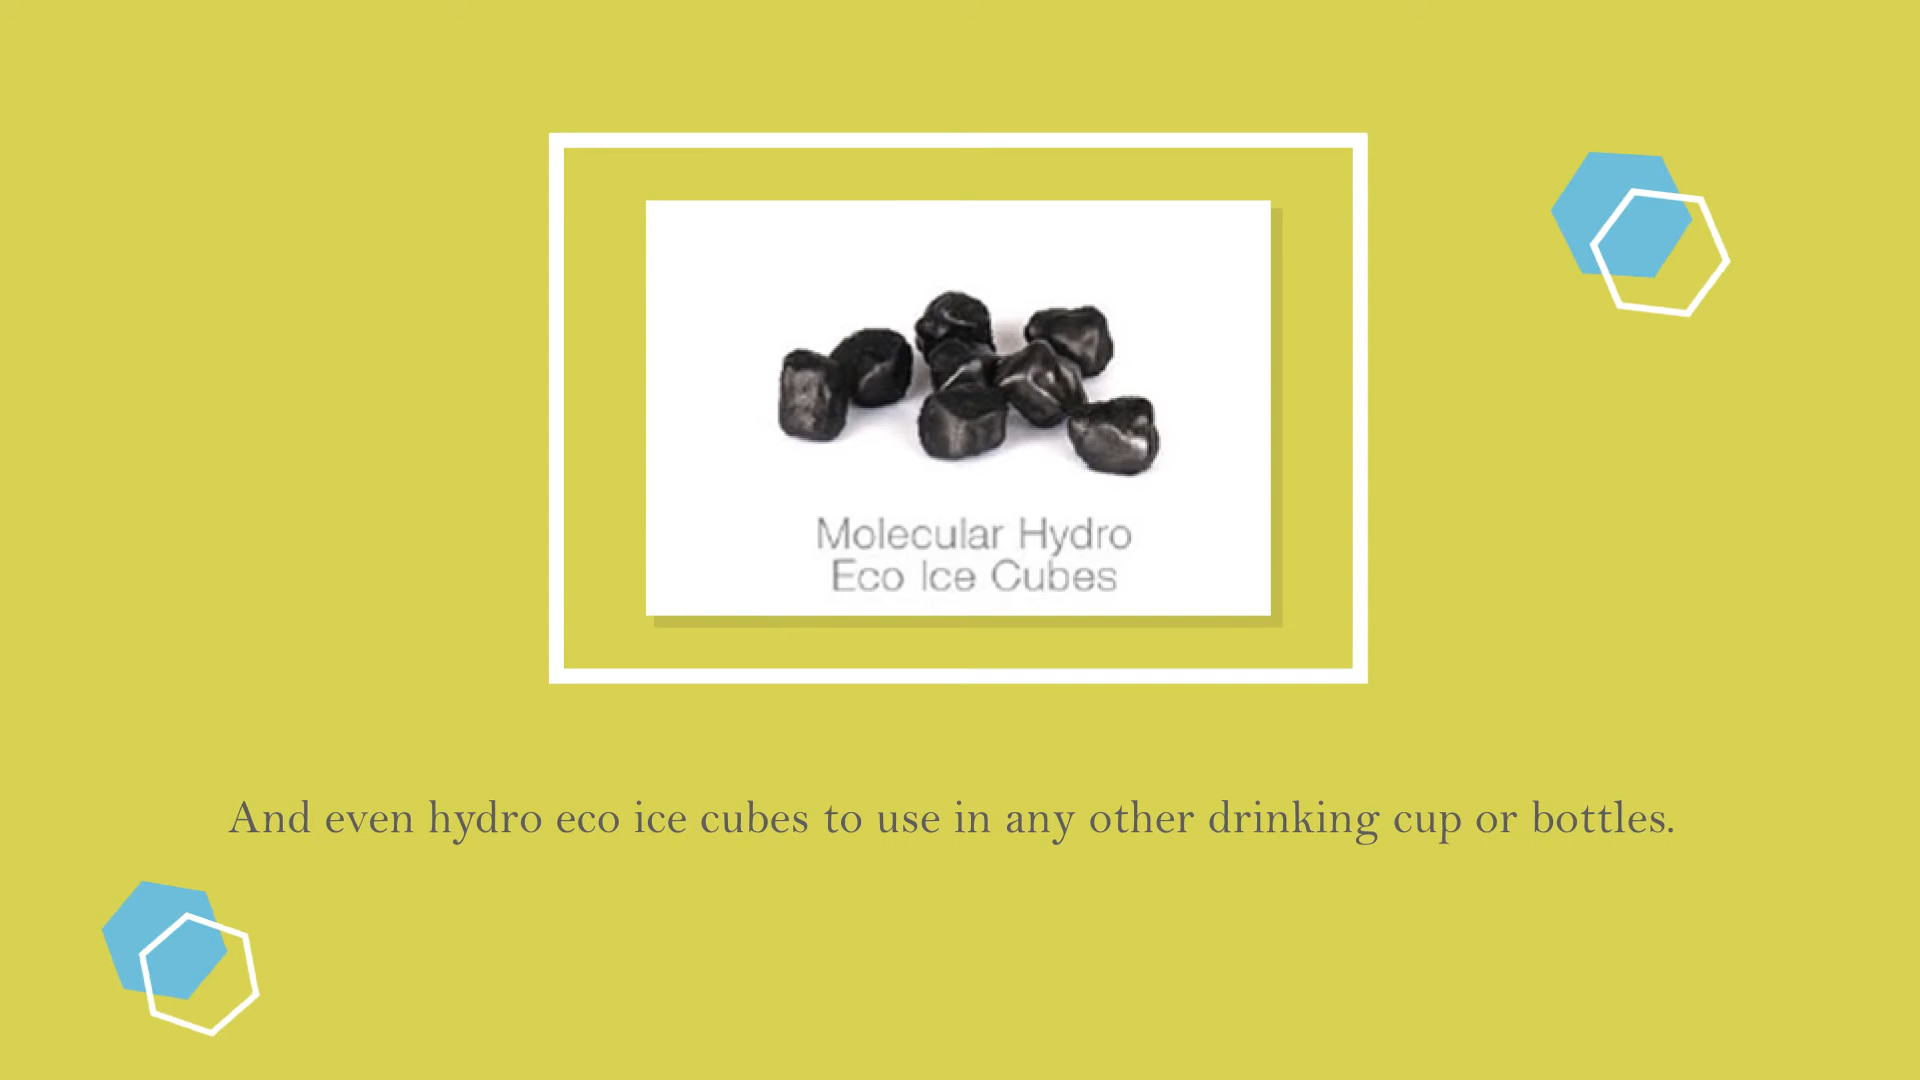 Molecular Hydro
Eco Ice Cubes
And even hydro eco ice cubes to use in any other drinking cup or bottles.